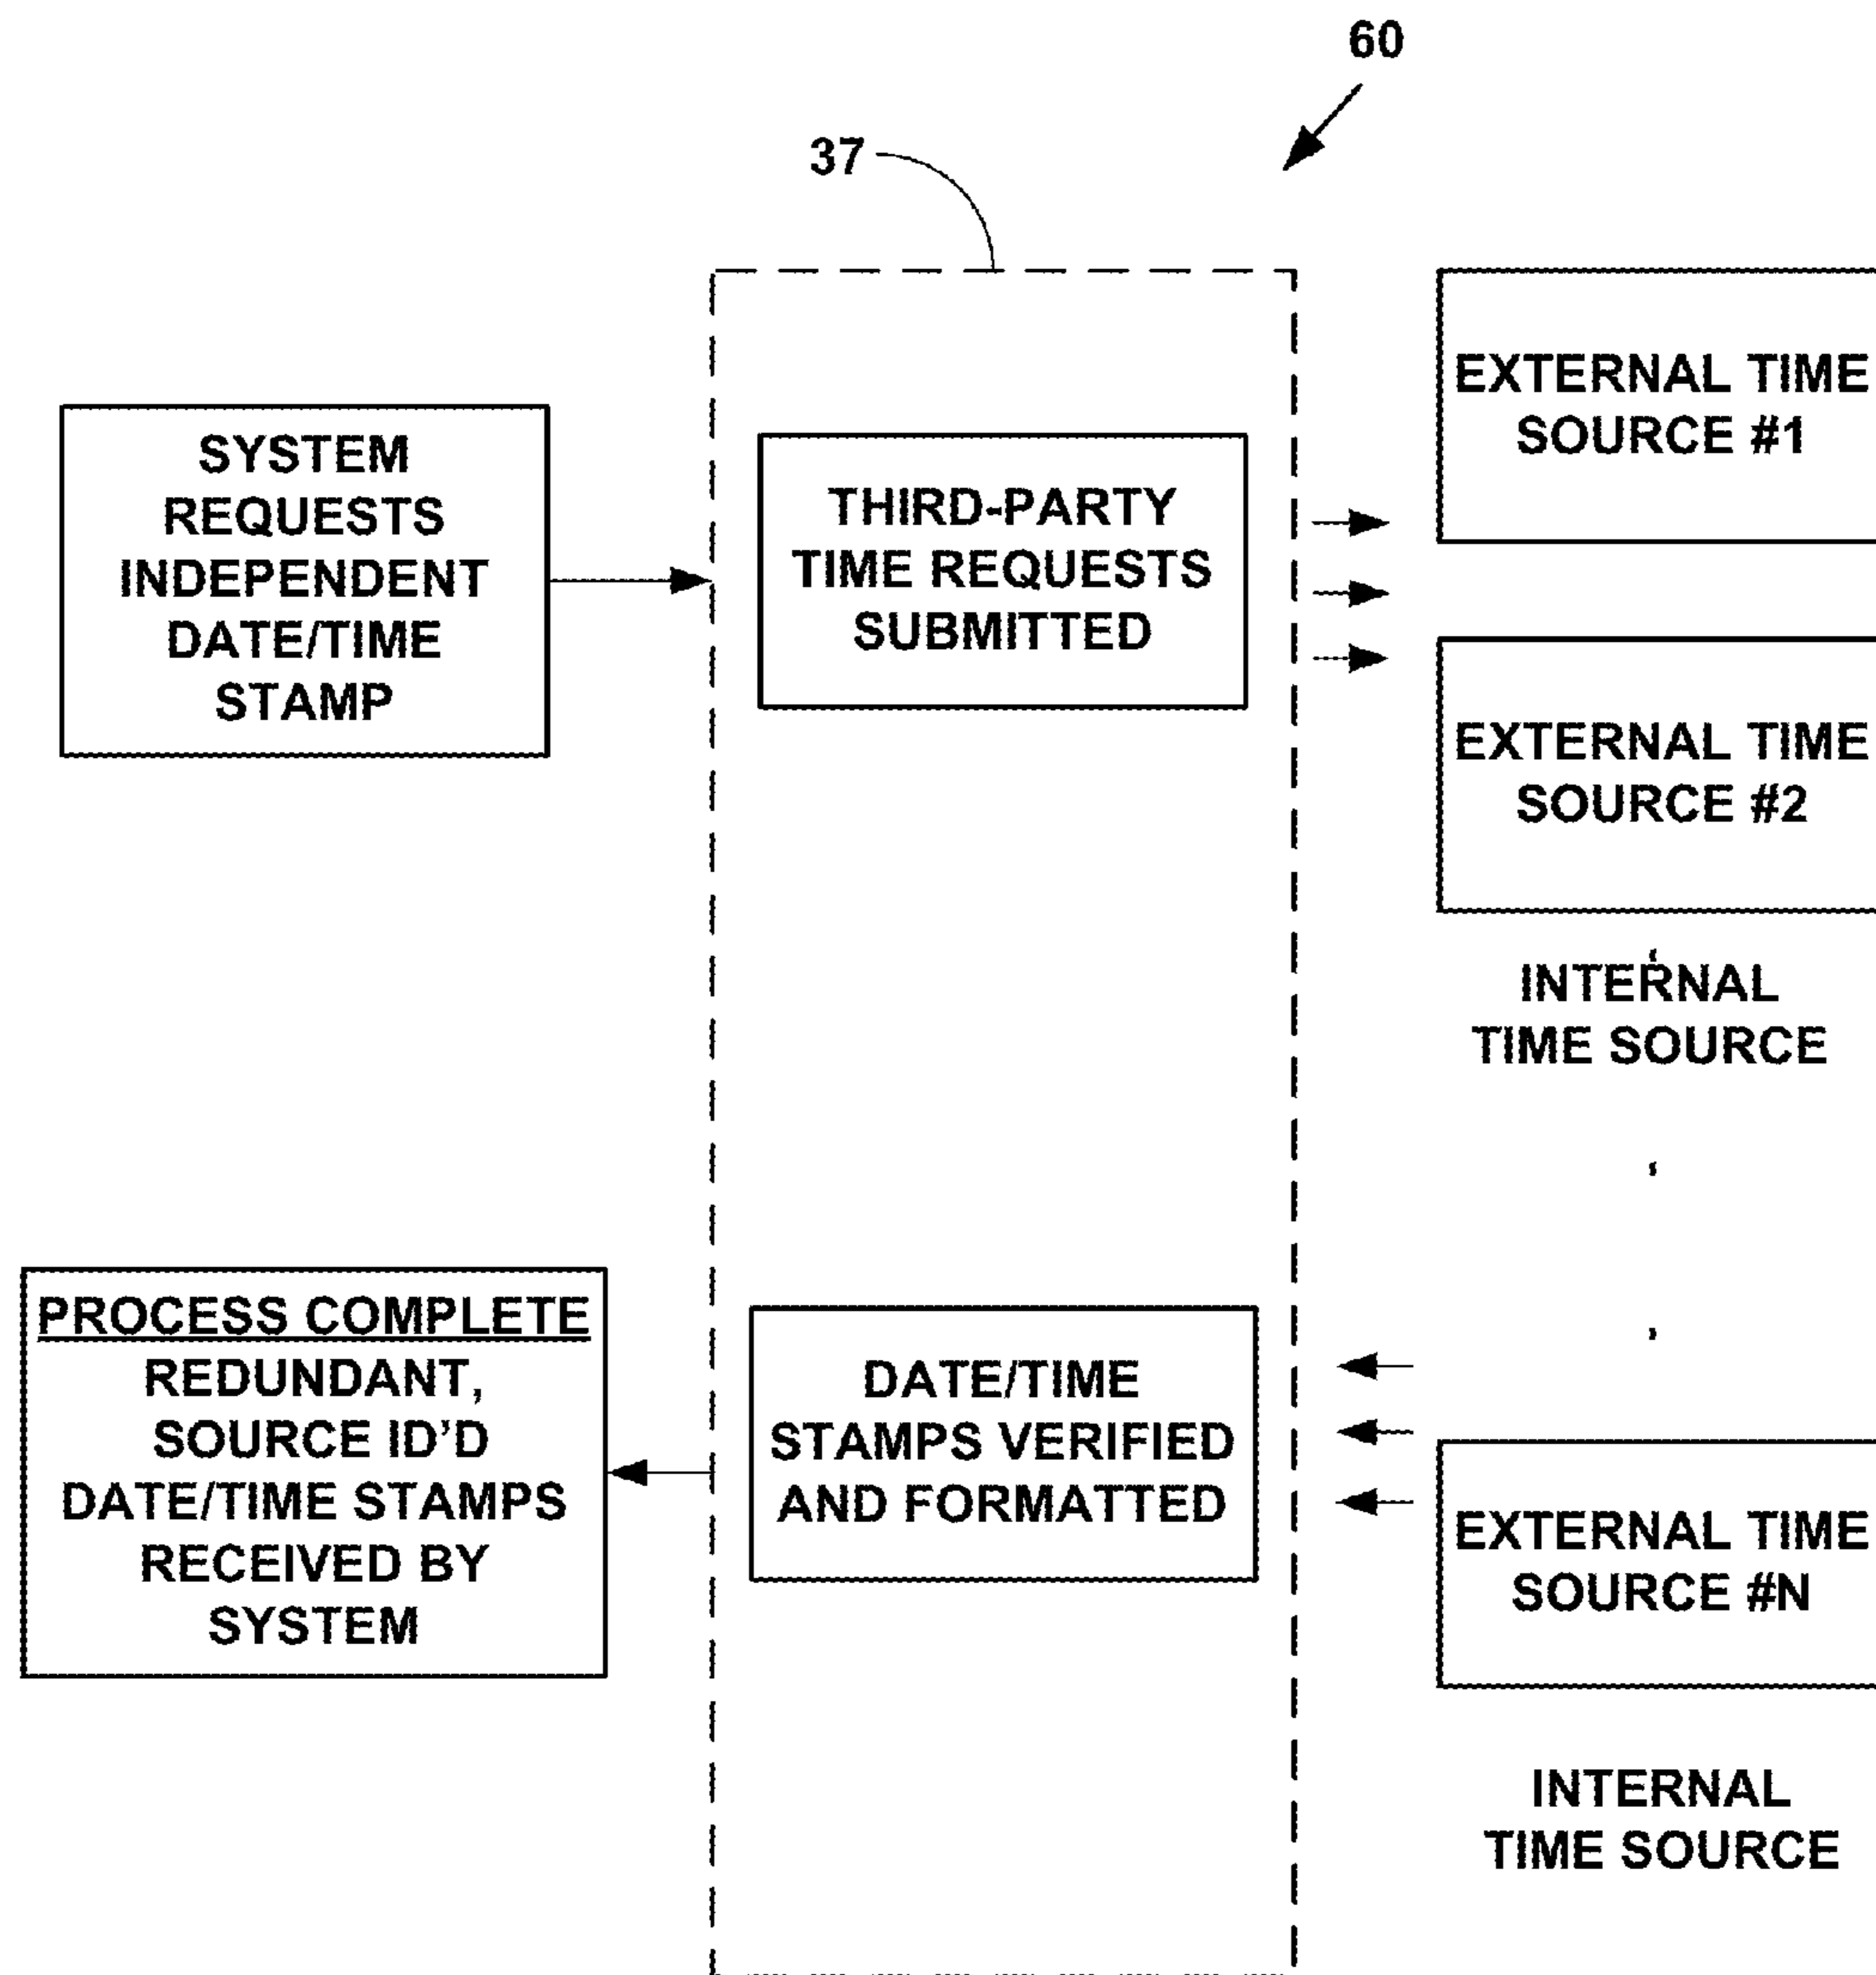 60
37
SYSTEM
REQUESTS
INDEPENDENT
DATE/TIME
STAMP
THIRD-PARTY
TIME REQUESTS
SUBMITTED
EXTERNAL TIME
SOURCE #1
EXTERNAL TIME
SOURCE #2
INTERNAL
TIME SOURCE
PROCESS COMPLETE
REDUNDANT,
SOURCE ID'D
DATE/TIME STAMPS
RECEIVED BY
SYSTEM
DATE/TIME
STAMPS VERIFIED
AND FORMATTED
EXTERNAL TIME
SOURCE #N
INTERNAL
TIME SOURCE